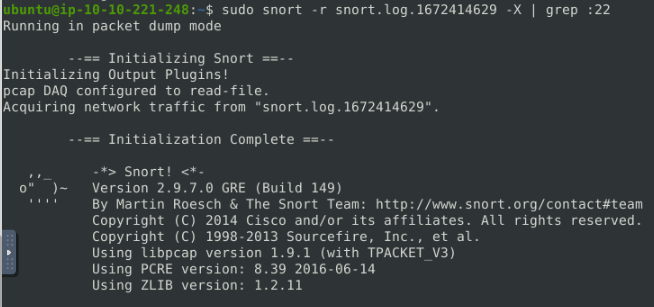 ubuntu@ip-10-10-221-248:~$ sudo snort -r snort.log.1672414629 -X | grep :22
Running in packet dump mode
--== Initializing Snort ==--
Initializing Output Plugins!
pcap DAQ configured to read-file.
Acquiring network traffic from "snort.log.1672414629".
--== Initialization Complete ==--
,,_     -*> Snort! <*-
o"  )~   Version 2.9.7.0 GRE (Build 149)
''''    By Martin Roesch & The Snort Team: http://www.snort.org/contact#team
Copyright (C) 2014 Cisco and/or its affiliates. All rights reserved.
Copyright (C) 1998-2013 Sourcefire, Inc., et al.
Using libpcap version 1.9.1 (with TPACKET_V3)
Using PCRE version: 8.39 2016-06-14
Using ZLIB version: 1.2.11